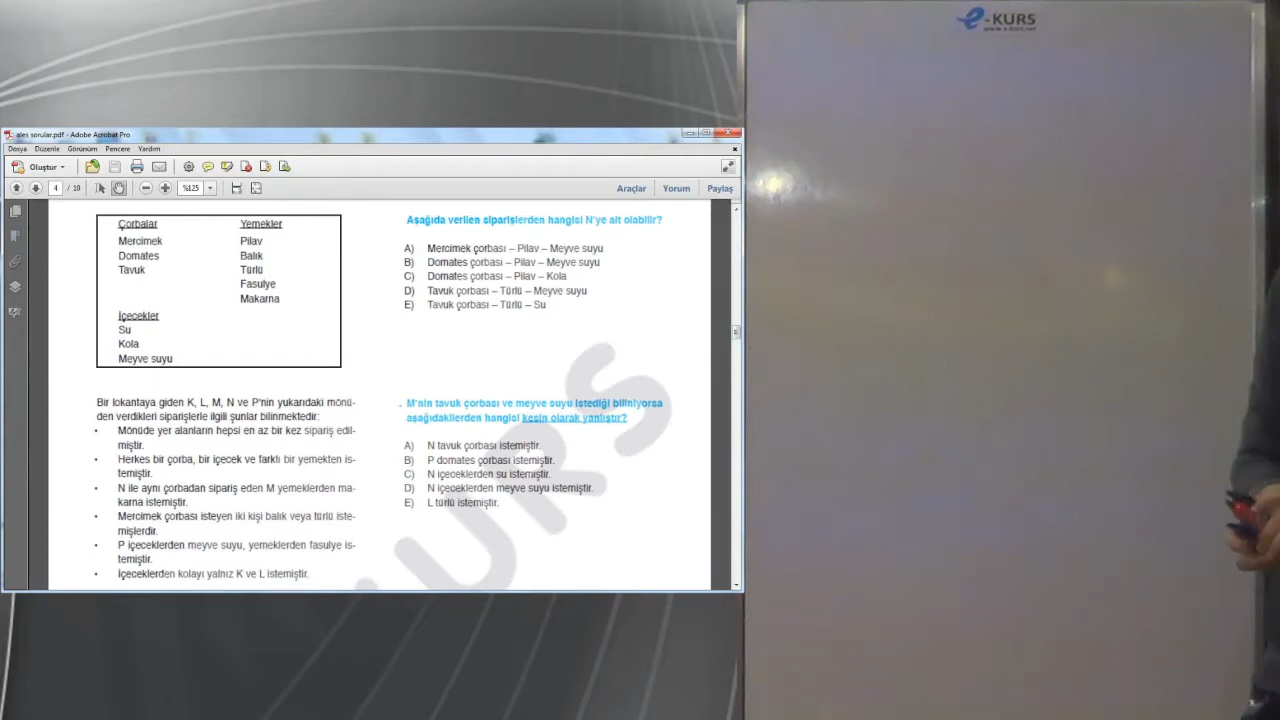 e-KURS
www.e-kurs.net
ales sorular.pdf - Adobe Acrobat Pro
Dosya Düzenle Görünüm Pencere Yardım
Oluştur
4 / 10 %125 Araçlar Yorum Paylaş
Çorbalar Yemekler
Mercimek Pilav
Domates Balık
Tavuk Türlü
Fasulye
Makarna
İçecekler
Su
Kola
Meyve suyu
Bir lokantaya giden K, L, M, N ve P'nin yukarıdaki mönü-
den verdikleri siparişlerle ilgili şunlar bilinmektedir:
• Mönüde yer alanların hepsi en az bir kez sipariş edil-
miştir.
• Herkes bir çorba, bir içecek ve farklı bir yemekten is-
temiştir.
• N ile aynı çorbadan sipariş eden M yemeklerden ma-
karna istemiştir.
• Mercimek çorbası isteyen iki kişi balık veya türlü iste-
mişlerdir.
• P içeceklerden meyve suyu, yemeklerden fasulye is-
temiştir.
• İçeceklerden kolayı yalnız K ve L istemiştir.
Aşağıda verilen siparişlerden hangisi N'ye ait olabilir?
A) Mercimek çorbası – Pilav – Meyve suyu
B) Domates çorbası – Pilav – Meyve suyu
C) Domates çorbası – Pilav – Kola
D) Tavuk çorbası – Türlü – Meyve suyu
E) Tavuk çorbası – Türlü – Su
. M'nin tavuk çorbası ve meyve suyu istediği biliniyorsa
aşağıdakilerden hangisi kesin olarak yanlıştır?
A) N tavuk çorbası istemiştir.
B) P domates çorbası istemiştir.
C) N içeceklerden su istemiştir.
D) N içeceklerden meyve suyu istemiştir.
E) L türlü istemiştir.
KURS